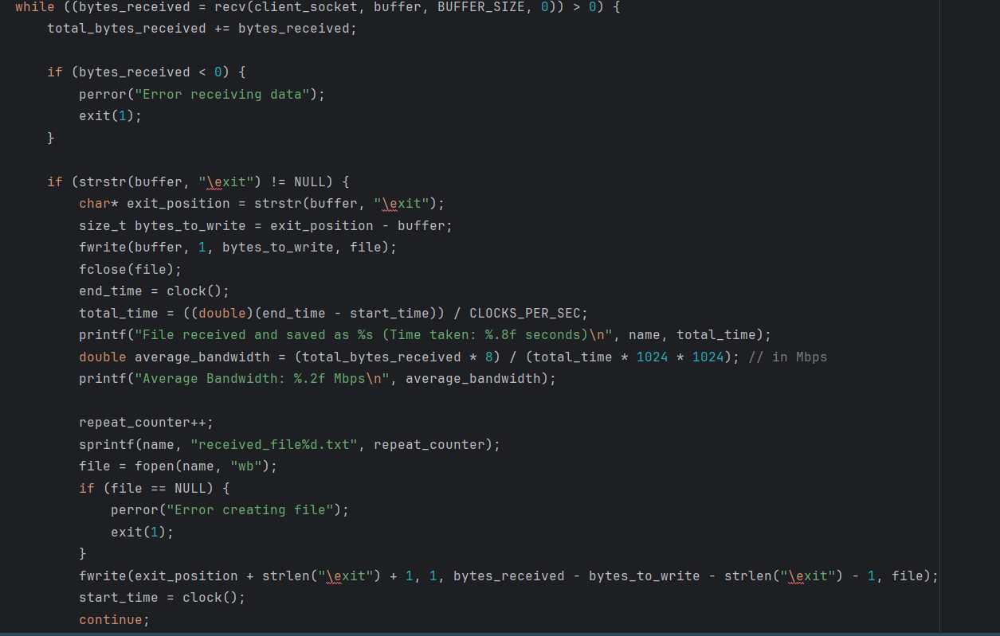 while ((bytes_received = recv(client_socket, buffer, BUFFER_SIZE, 0)) > 0) {
    total_bytes_received += bytes_received;

    if (bytes_received < 0) {
        perror("Error receiving data");
        exit(1);
    }

    if (strstr(buffer, "\exit") != NULL) {
        char* exit_position = strstr(buffer, "\exit");
        size_t bytes_to_write = exit_position - buffer;
        fwrite(buffer, 1, bytes_to_write, file);
        fclose(file);
        end_time = clock();
        total_time = ((double)(end_time - start_time)) / CLOCKS_PER_SEC;
        printf("File received and saved as %s (Time taken: %.8f seconds)\n", name, total_time);
        double average_bandwidth = (total_bytes_received * 8) / (total_time * 1024 * 1024); // in Mbps
        printf("Average Bandwidth: %.2f Mbps\n", average_bandwidth);

        repeat_counter++;
        sprintf(name, "received_file%d.txt", repeat_counter);
        file = fopen(name, "wb");
        if (file == NULL) {
            perror("Error creating file");
            exit(1);
        }
        fwrite(exit_position + strlen("\exit") + 1, 1, bytes_received - bytes_to_write - strlen("\exit") - 1, file);
        start_time = clock();
        continue;